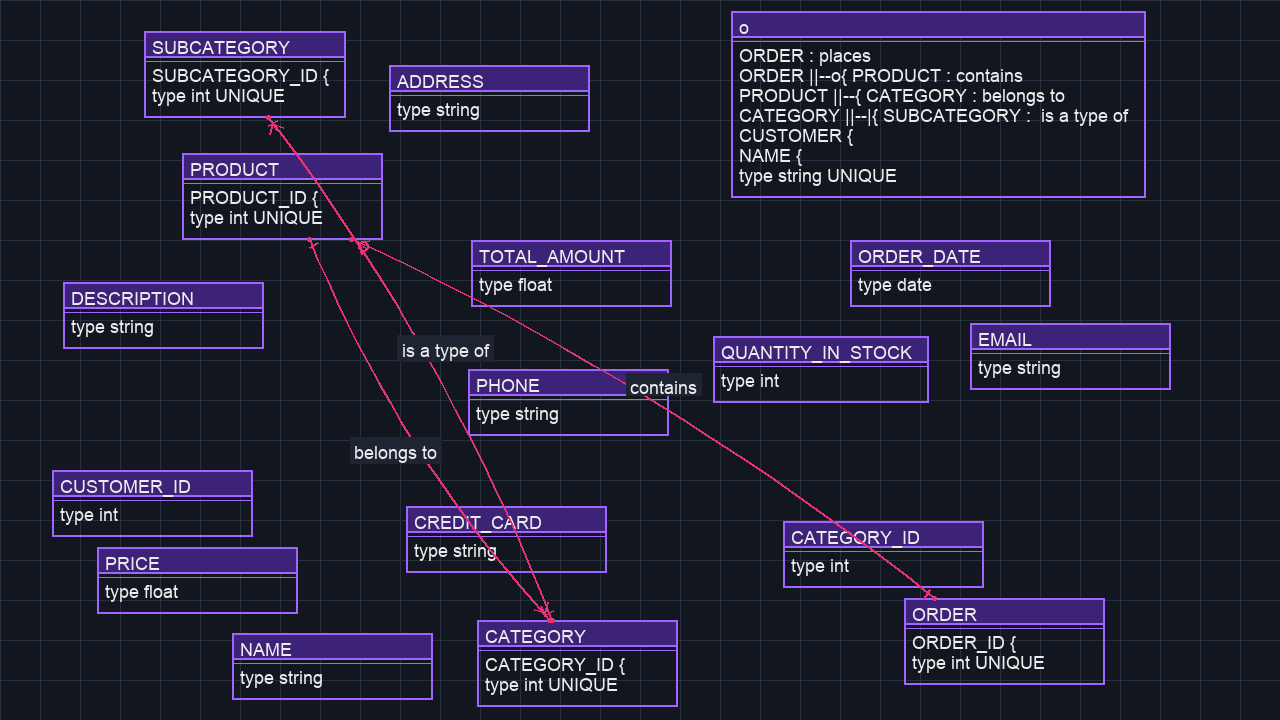 SUBCATEGORY
SUBCATEGORY_ID {
type int UNIQUE
ADDRESS
type string
o
ORDER : places
ORDER ||--o{ PRODUCT : contains
PRODUCT ||--{ CATEGORY : belongs to
CATEGORY ||--|{ SUBCATEGORY :  is a type of
CUSTOMER {
NAME {
type string UNIQUE
PRODUCT
PRODUCT_ID {
type int UNIQUE
TOTAL_AMOUNT
type float
ORDER_DATE
type date
DESCRIPTION
type string
is a type of
QUANTITY_IN_STOCK
type int
EMAIL
type string
PHONE
type string
contains
belongs to
CUSTOMER_ID
type int
CREDIT_CARD
type string
CATEGORY_ID
type int
PRICE
type float
NAME
type string
CATEGORY
CATEGORY_ID {
type int UNIQUE
ORDER
ORDER_ID {
type int UNIQUE